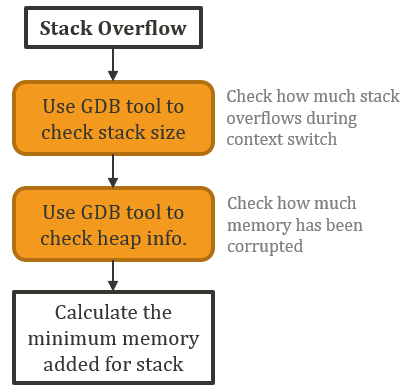 Stack Overflow
Use GDB tool to
check stack size
Check how much stack
overflows during
context switch
Use GDB tool to
check heap info.
Check how much
memory has been
corrupted
Calculate the
minimum memory
added for stack